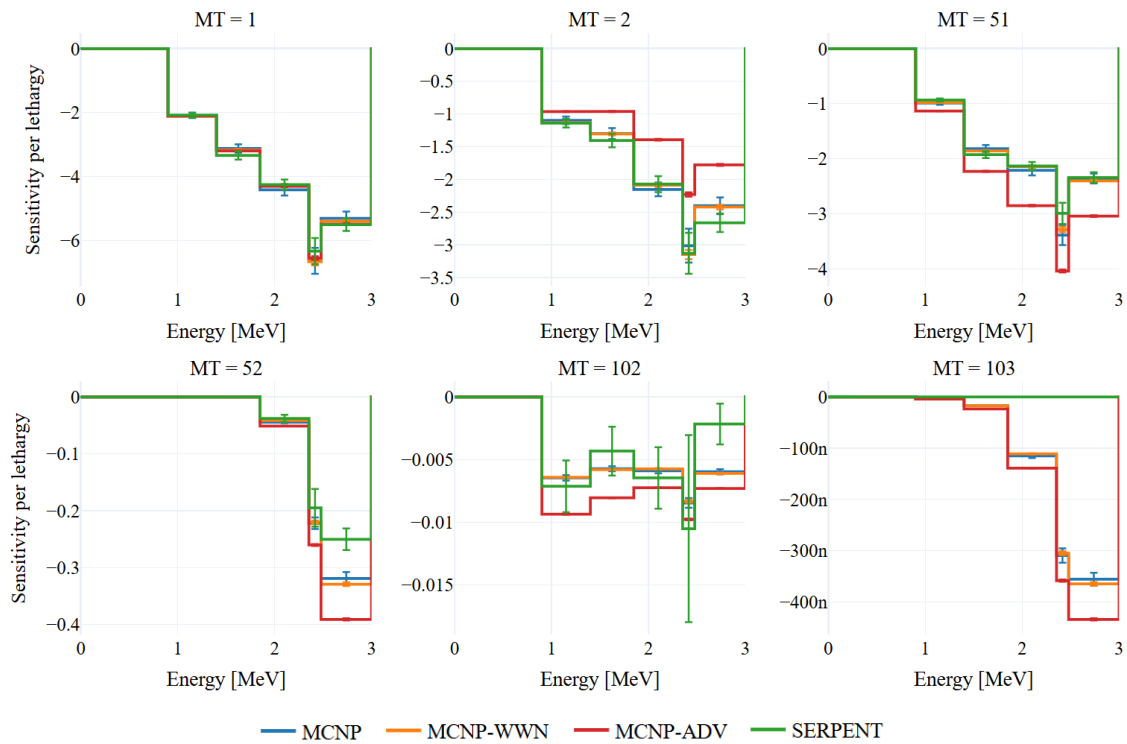 MT = 1
MT = 2
MT = 51
Sensitivity per lethargy
0
−2
−4
−6
0
−0.5
−1
−1.5
−2
−2.5
−3
−3.5
0
−1
−2
−3
−4
0 1 2 3
0 1 2 3
0 1 2 3
Energy [MeV]
Energy [MeV]
Energy [MeV]
MT = 52
MT = 102
MT = 103
Sensitivity per lethargy
0
−0.1
−0.2
−0.3
−0.4
0
−0.005
−0.01
−0.015
0
−100n
−200n
−300n
−400n
0 1 2 3
0 1 2 3
0 1 2 3
Energy [MeV]
Energy [MeV]
Energy [MeV]
MCNP MCNP-WWN MCNP-ADV SERPENT